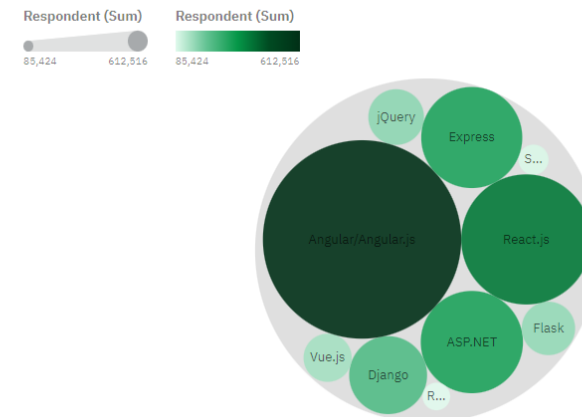 Respondent (Sum) Respondent (Sum)
85,424 612,516 85,424 612,516
jQuery
Express
S...
Angular/Angular.js
React.js
Flask
ASP.NET
Vue.js
Django
R...